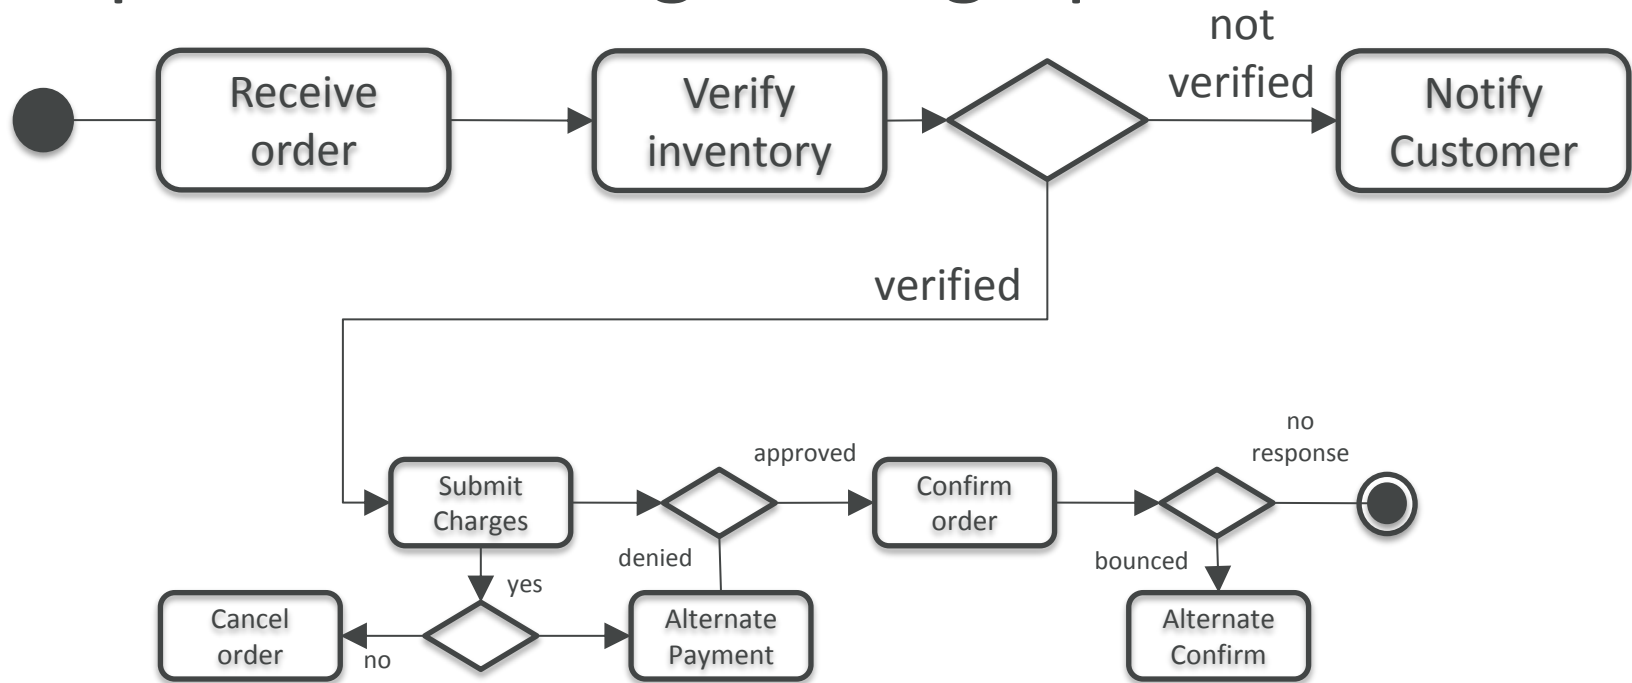 not
verified
Receive
order
Verify
inventory
Notify
Customer
verified
no
response
approved
Submit
Charges
Confirm
order
denied
bounced
yes
Cancel
order
no
Alternate
Payment
Alternate
Confirm